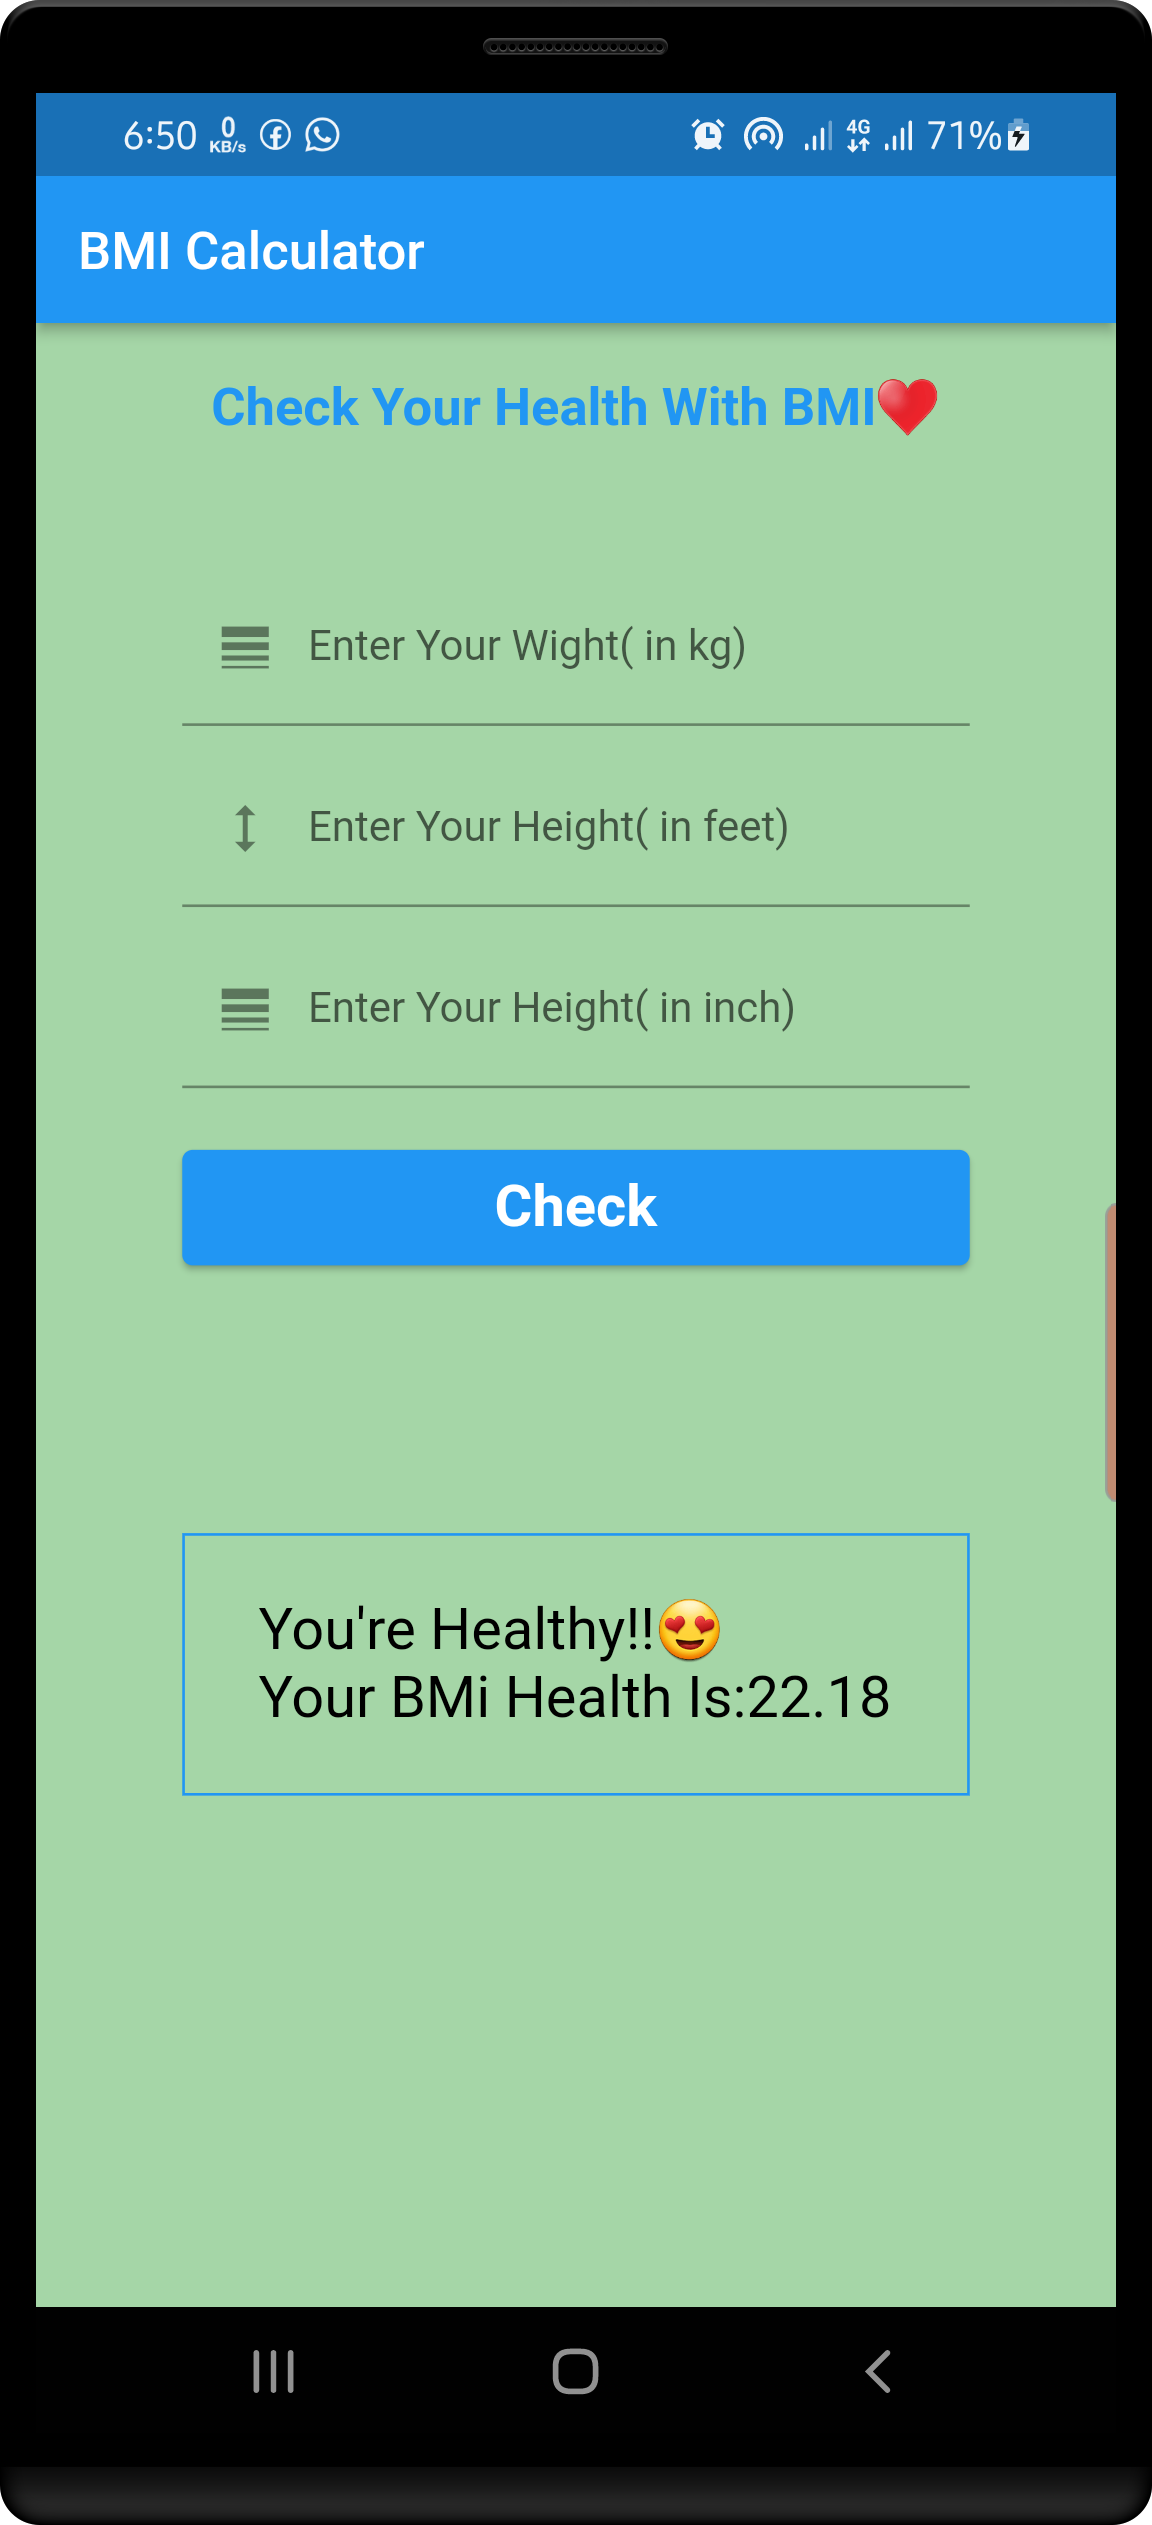 6:50 0 KB/s 4G 71%
BMI Calculator
Check Your Health With BMI❤️
Enter Your Wight( in kg)
Enter Your Height( in feet)
Enter Your Height( in inch)
Check
You're Healthy!!😍
Your BMi Health Is:22.18